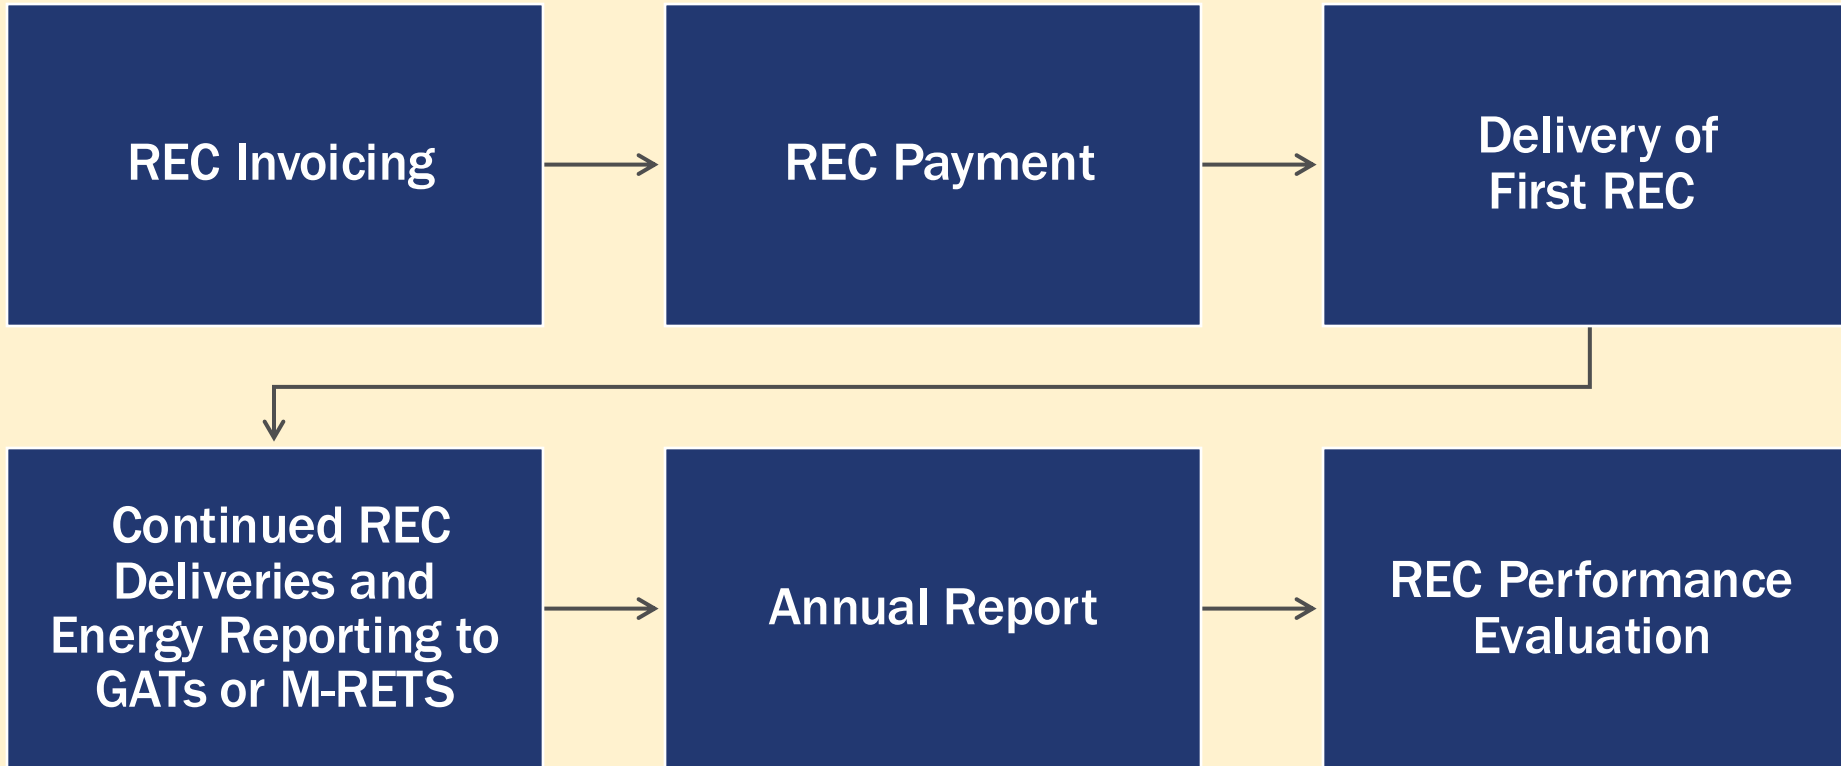 REC Invoicing
REC Payment
Delivery of
First REC
Continued REC
Deliveries and
Energy Reporting to
GATs or M-RETS
Annual Report
REC Performance
Evaluation